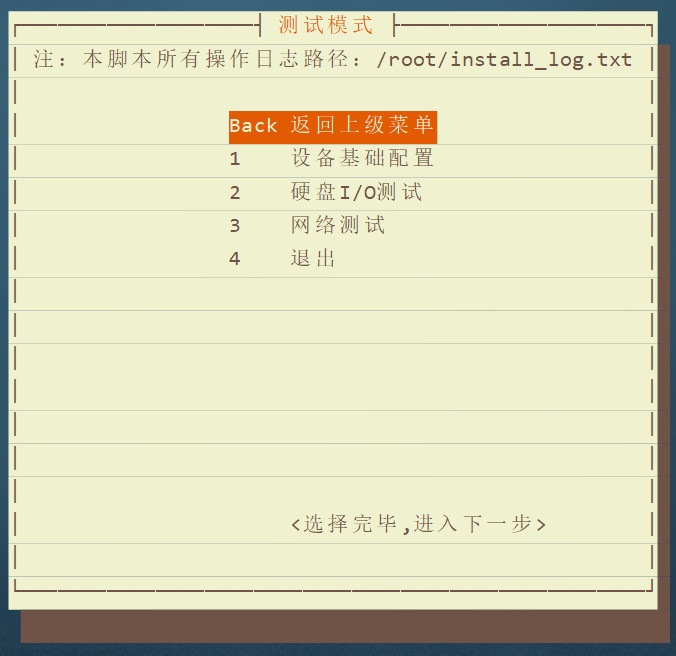 测试模式
注: 本脚本所有操作日志路径: /root/install_log.txt
Back 返回上级菜单
1 设备基础配置
2 硬盘I/O测试
3 网络测试
4 退出
<选择完毕,进入下一步>